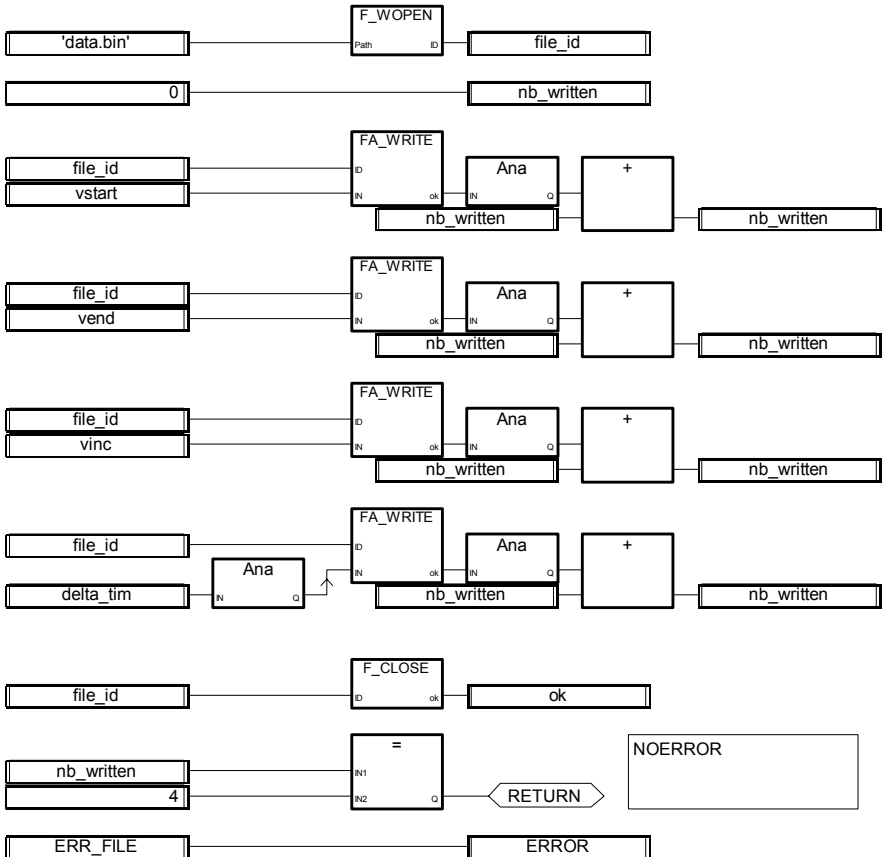 F_WOPEN
'data.bin' Path ID file_id
0 nb_written
FA_WRITE
file_id ID Ana +
vstart IN ok IN Q
nb_written nb_written
FA_WRITE
file_id ID Ana +
vend IN ok IN Q
nb_written nb_written
FA_WRITE
file_id ID Ana +
vinc IN ok IN Q
nb_written nb_written
FA_WRITE
file_id ID Ana +
Ana IN ok IN Q
delta_tim IN Q nb_written nb_written
F_CLOSE
file_id ID ok ok
= NOERROR
nb_written IN1
4 IN2 Q RETURN
ERR_FILE ERROR